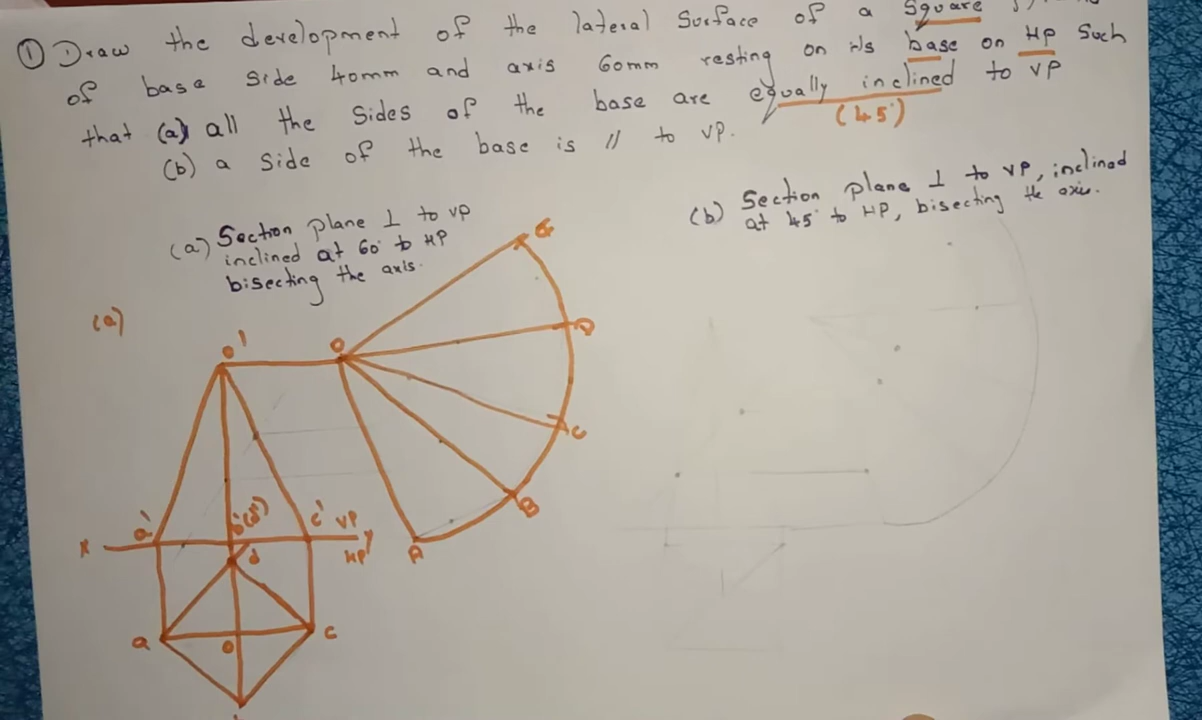 ① Draw the development of the lateral Surface of a Square
of base side 40mm and axis 60mm resting on its base on HP Such
that (a) all the sides of the base are equally inclined to VP
(45°)
(b) a side of the base is // to VP.
(a) Section plane ⊥ to VP
inclined at 60° to HP
bisecting the axis.
(b) Section plane ⊥ to VP, inclined
at 45° to HP, bisecting the axis.
(a)
O' O
D
C
B
A
X a' b'(d') c' VP
HP Y
d
a o c